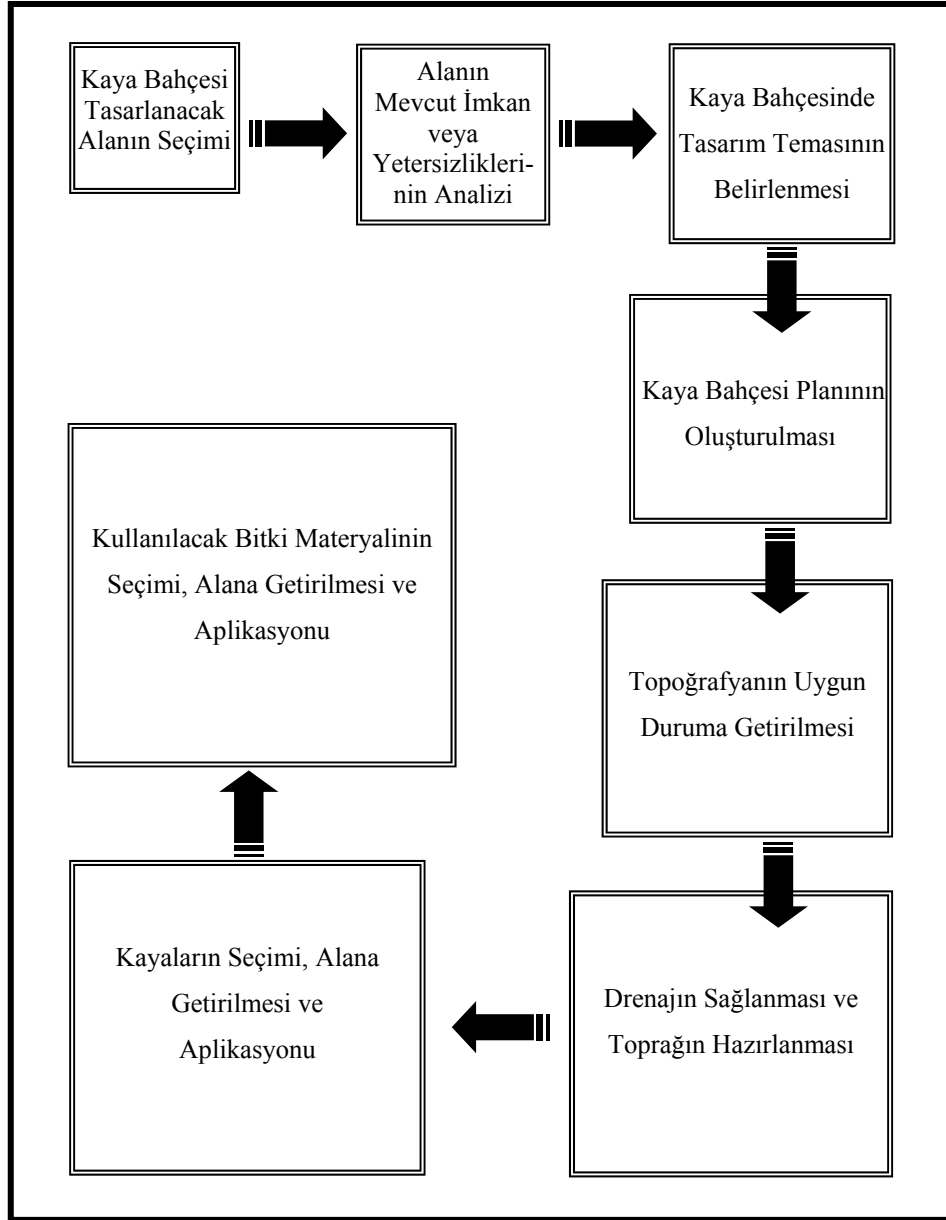 Kaya Bahçesi
Tasarlanacak
Alanın Seçimi
Alanın
Mevcut İmkan
veya
Yetersizlikleri-
nin Analizi
Kaya Bahçesinde
Tasarım Temasının
Belirlenmesi
Kaya Bahçesi Planının
Oluşturulması
Topoğrafyanın Uygun
Duruma Getirilmesi
Drenajın Sağlanması ve
Toprağın Hazırlanması
Kayaların Seçimi, Alana
Getirilmesi ve
Aplikasyonu
Kullanılacak Bitki Materyalinin
Seçimi, Alana Getirilmesi ve
Aplikasyonu